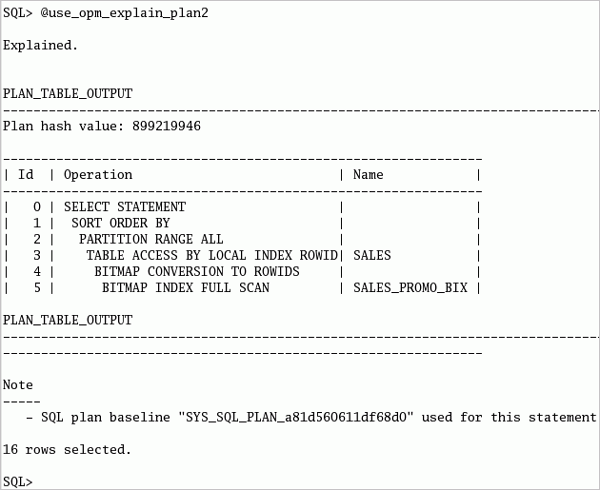 SQL> @use_opm_explain_plan2
Explained.
PLAN_TABLE_OUTPUT
--------------------------------------------------------------------------------
Plan hash value: 899219946
---------------------------------------------------------------
| Id  | Operation                           | Name            |
---------------------------------------------------------------
|   0 | SELECT STATEMENT                    |                 |
|   1 |  SORT ORDER BY                      |                 |
|   2 |   PARTITION RANGE ALL               |                 |
|   3 |    TABLE ACCESS BY LOCAL INDEX ROWID| SALES           |
|   4 |     BITMAP CONVERSION TO ROWIDS     |                 |
|   5 |      BITMAP INDEX FULL SCAN         | SALES_PROMO_BIX |
PLAN_TABLE_OUTPUT
--------------------------------------------------------------------------------
---------------------------------------------------------------
Note
-----
   - SQL plan baseline "SYS_SQL_PLAN_a81d560611df68d0" used for this statement
16 rows selected.
SQL>